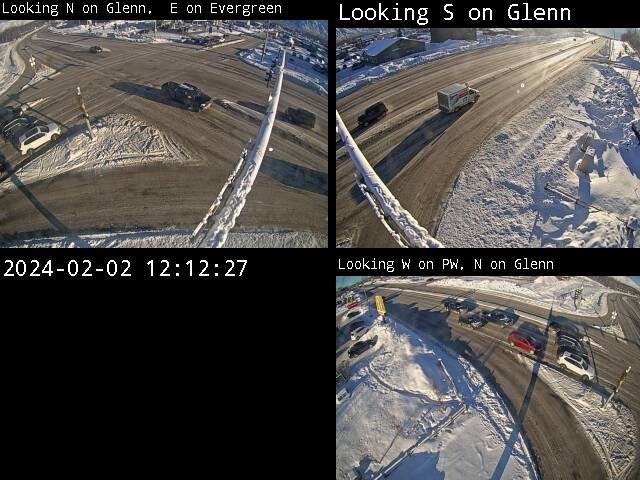 Looking N on Glenn, E on Evergreen
Looking S on Glenn
2024-02-02 12:12:27
Looking W on PW, N on Glenn